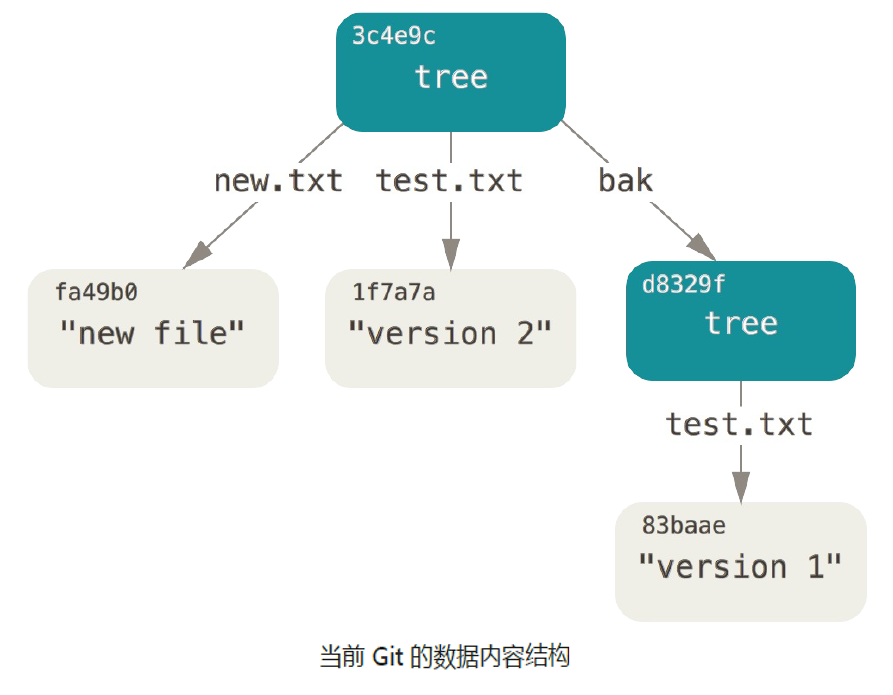 3c4e9c
tree
new.txt test.txt bak
fa49b0
"new file"
1f7a7a
"version 2"
d8329f
tree
test.txt
83baae
"version 1"
当前 Git 的数据内容结构